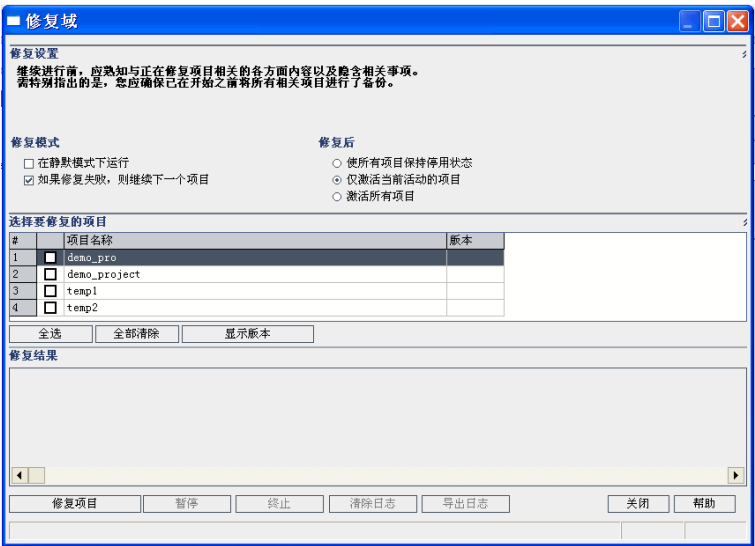 修复域
修复设置
继续进行前，应熟知与正在修复项目相关的各方面内容以及隐含相关事项。
需特别指出的是，您应确保已在开始之前将所有相关项目进行了备份。
修复模式
修复后
在静默模式下运行
使所有项目保持停用状态
如果修复失败，则继续下一个项目
仅激活当前活动的项目
激活所有项目
选择要修复的项目
# 项目名称 版本
1 demo_pro
2 demo_project
3 temp1
4 temp2
全选 全部清除 显示版本
修复结果
修复项目 暂停 终止 清除日志 导出日志 关闭 帮助